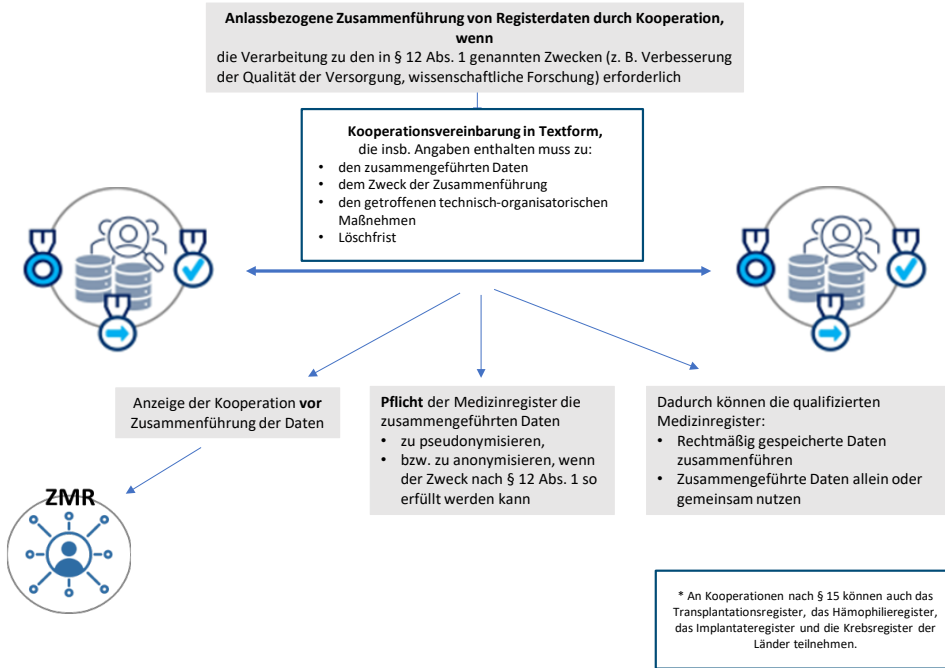 Anlassbezogene Zusammenführung von Registerdaten durch Kooperation,
wenn
die Verarbeitung zu den in § 12 Abs. 1 genannten Zwecken (z. B. Verbesserung
der Qualität der Versorgung, wissenschaftliche Forschung) erforderlich
Kooperationsvereinbarung in Textform,
die insb. Angaben enthalten muss zu:
• den zusammengeführten Daten
• dem Zweck der Zusammenführung
• den getroffenen technisch-organisatorischen
Maßnehmen
• Löschfrist
Anzeige der Kooperation vor
Zusammenführung der Daten
Pflicht der Medizinregister die
zusammengeführten Daten
• zu pseudonymisieren,
• bzw. zu anonymisieren, wenn
der Zweck nach § 12 Abs. 1 so
erfüllt werden kann
Dadurch können die qualifizierten
Medizinregister:
• Rechtmäßig gespeicherte Daten
zusammenführen
• Zusammengeführte Daten allein oder
gemeinsam nutzen
ZMR
* An Kooperationen nach § 15 können auch das
Transplantationsregister, das Hämophilieregister,
das Implantateregister und die Krebsregister der
Länder teilnehmen.